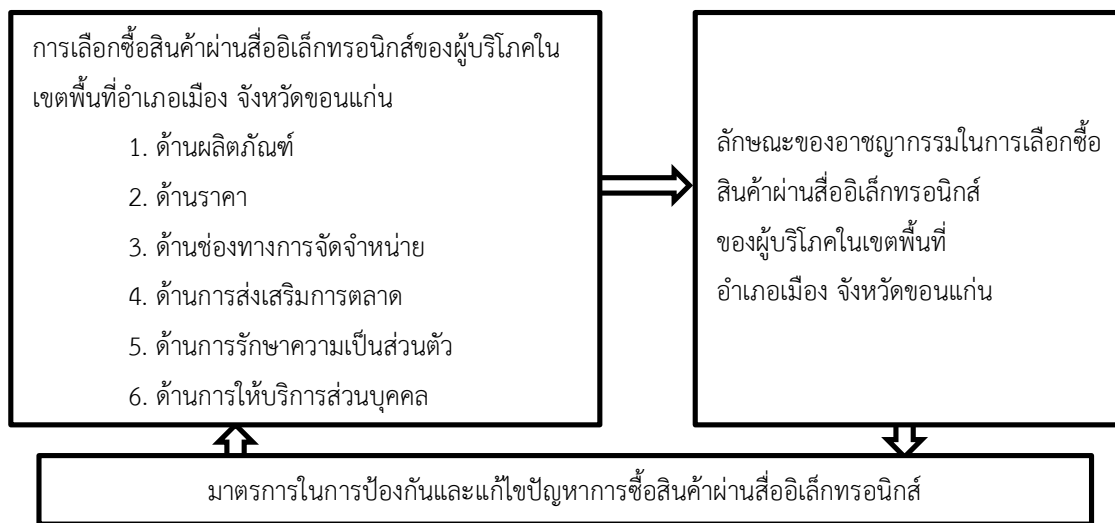 การเลือกซื้อสินค้าผ่านสื่ออิเล็กทรอนิกส์ของผู้บริโภคใน
เขตพื้นที่อำเภอเมือง จังหวัดขอนแก่น
1. ด้านผลิตภัณฑ์
2. ด้านราคา
3. ด้านช่องทางการจัดจำหน่าย
4. ด้านการส่งเสริมการตลาด
5. ด้านการรักษาความเป็นส่วนตัว
6. ด้านการให้บริการส่วนบุคคล
ลักษณะของอาชญากรรมในการเลือกซื้อ
สินค้าผ่านสื่ออิเล็กทรอนิกส์
ของผู้บริโภคในเขตพื้นที่
อำเภอเมือง จังหวัดขอนแก่น
มาตรการในการป้องกันและแก้ไขปัญหาการซื้อสินค้าผ่านสื่ออิเล็กทรอนิกส์